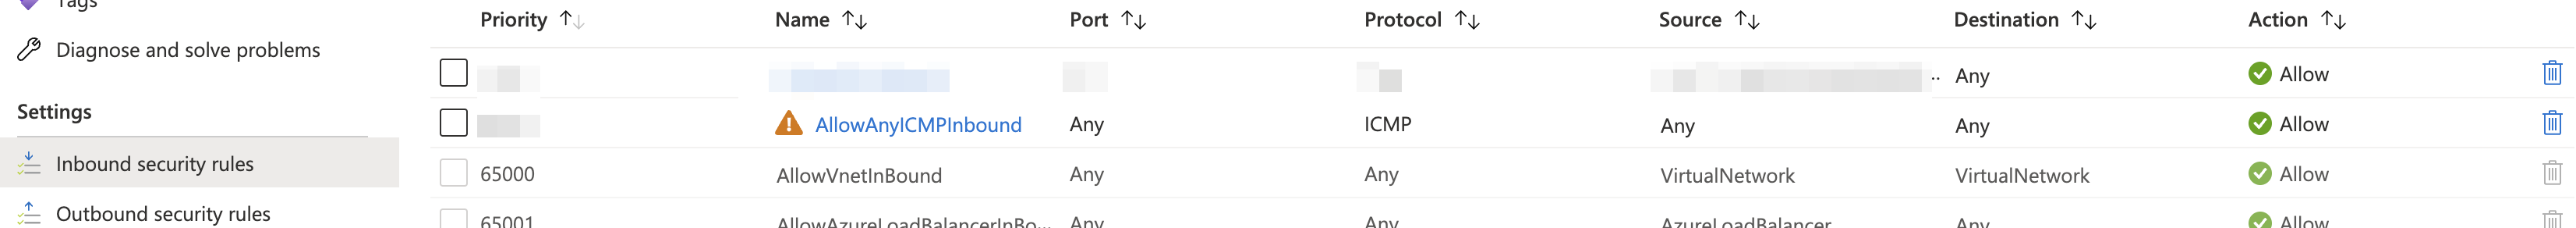 Tags
Priority Name Port Protocol Source Destination Action
Diagnose and solve problems
.. Any Allow
Settings
AllowAnyICMPInbound Any ICMP Any Any Allow
Inbound security rules
65000 AllowVnetInBound Any Any VirtualNetwork VirtualNetwork Allow
Outbound security rules
65001 AllowAzureLoadBalancerInBo... Any Any AzureLoadBalancer Any Allow